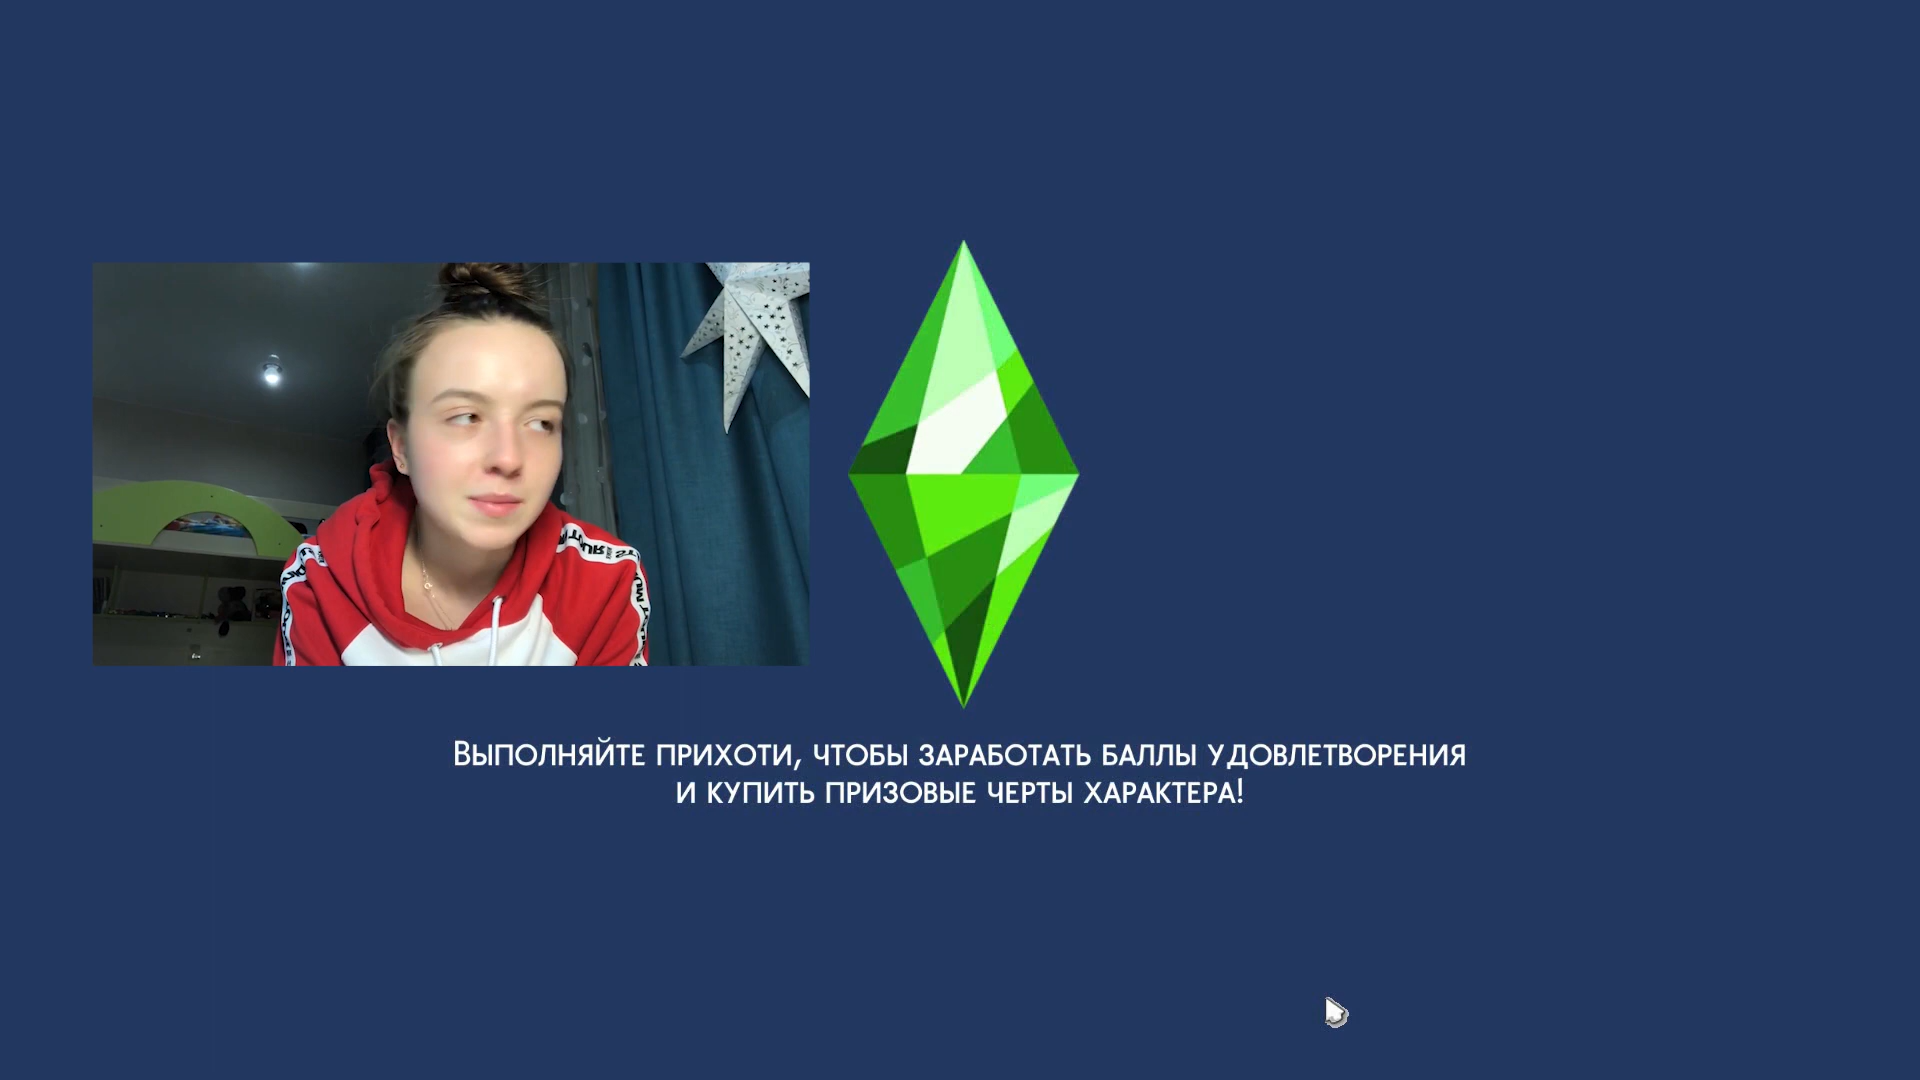 Выполняйте прихоти, чтобы заработать баллы удовлетворения
и купить призовые черты характера!